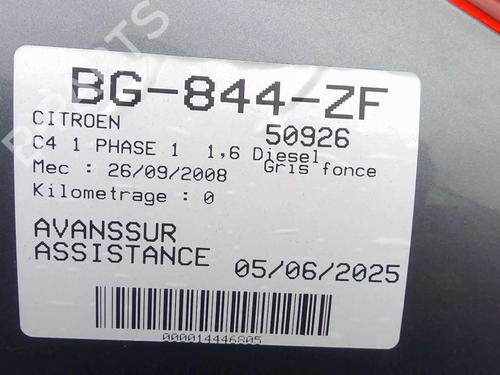 BG-844-ZF
CITROEN 50926
C4 1 PHASE 1 1,6 Diesel
Mec : 26/09/2008 Gris fonce
Kilometrage : 0
AVANSSUR
ASSISTANCE 05/06/2025
000014446805